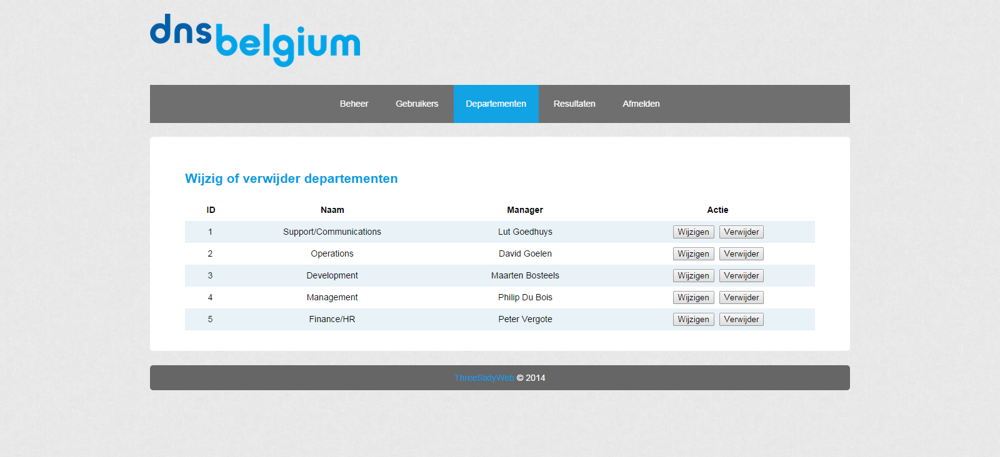 dnsbelgium
Beheer Gebruikers Departementen Resultaten Afmelden
Wijzig of verwijder departementen
ID Naam Manager Actie
1 Support/Communications Lut Goedhuys Wijzigen Verwijder
2 Operations David Goelen Wijzigen Verwijder
3 Development Maarten Bosteels Wijzigen Verwijder
4 Management Philip Du Bois Wijzigen Verwijder
5 Finance/HR Peter Vergote Wijzigen Verwijder
ThreeSixtyWeb © 2014